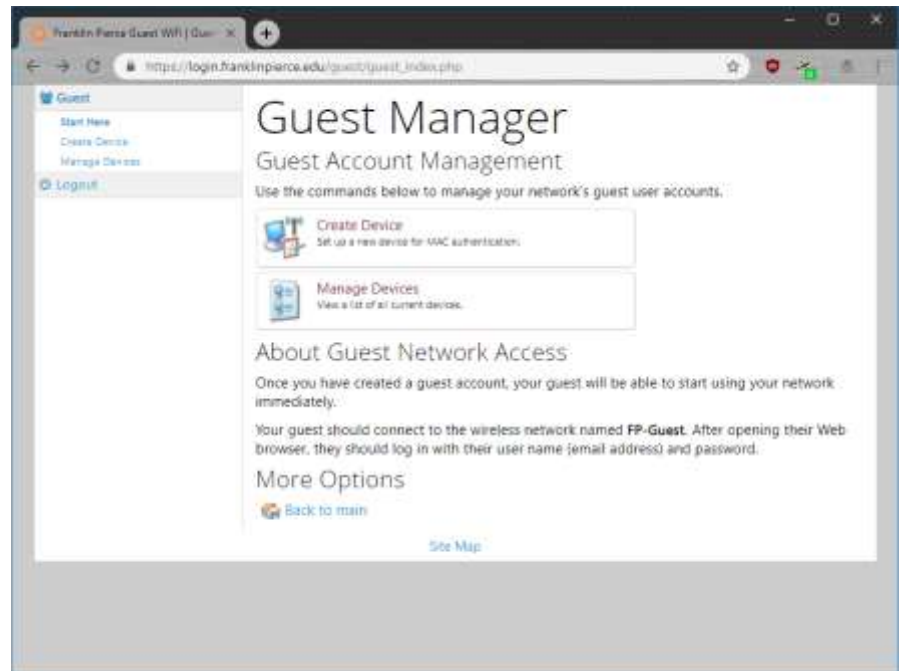 Franklin Pierce Guest WiFi | Gue
https://login.franklinpierce.edu/guest/guest_index.php
Guest
Start Here
Create Device
Manage Devices
Logout
Guest Manager
Guest Account Management
Use the commands below to manage your network's guest user accounts.
Create Device
Set up a new device for MAC authentication.
Manage Devices
View a list of all current devices.
About Guest Network Access
Once you have created a guest account, your guest will be able to start using your network
immediately.
Your guest should connect to the wireless network named FP-Guest. After opening their Web
browser, they should log in with their user name (email address) and password.
More Options
Back to main
Site Map